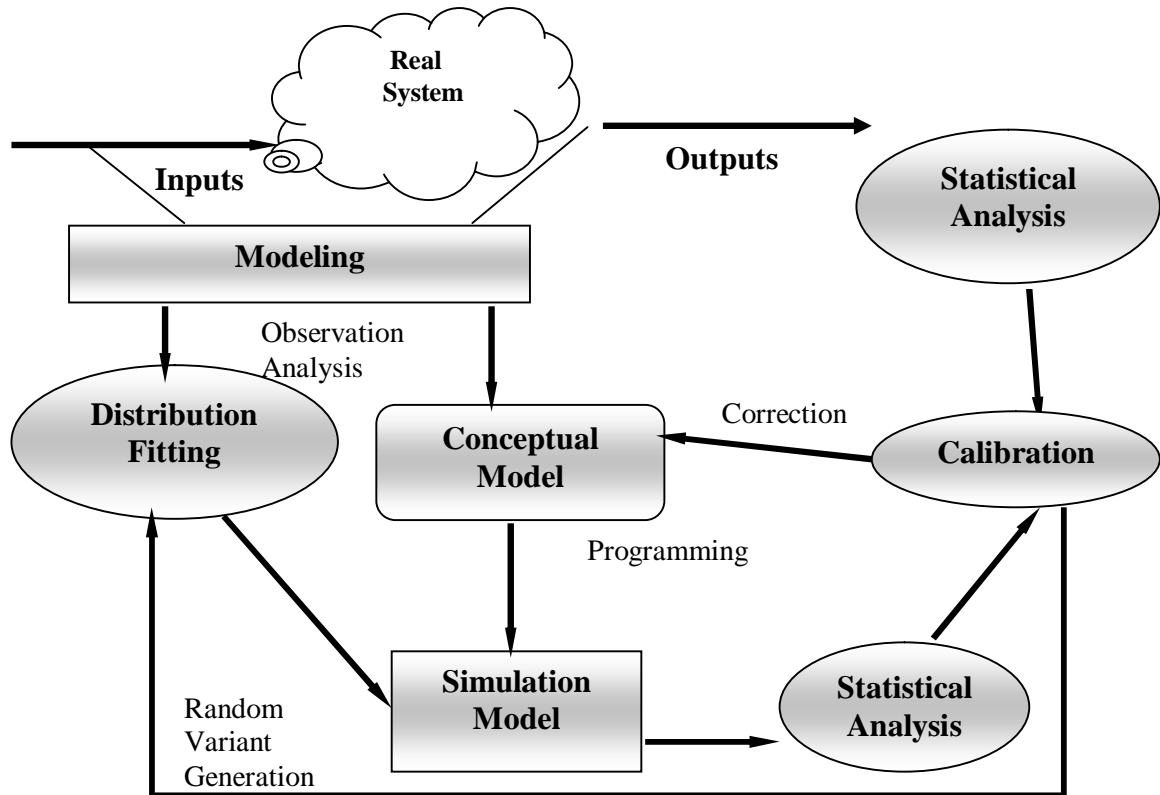 Real
System
Inputs
Outputs
Statistical
Analysis
Modeling
Observation
Analysis
Distribution
Fitting
Conceptual
Model
Correction
Calibration
Programming
Simulation
Model
Statistical
Analysis
Random
Variant
Generation